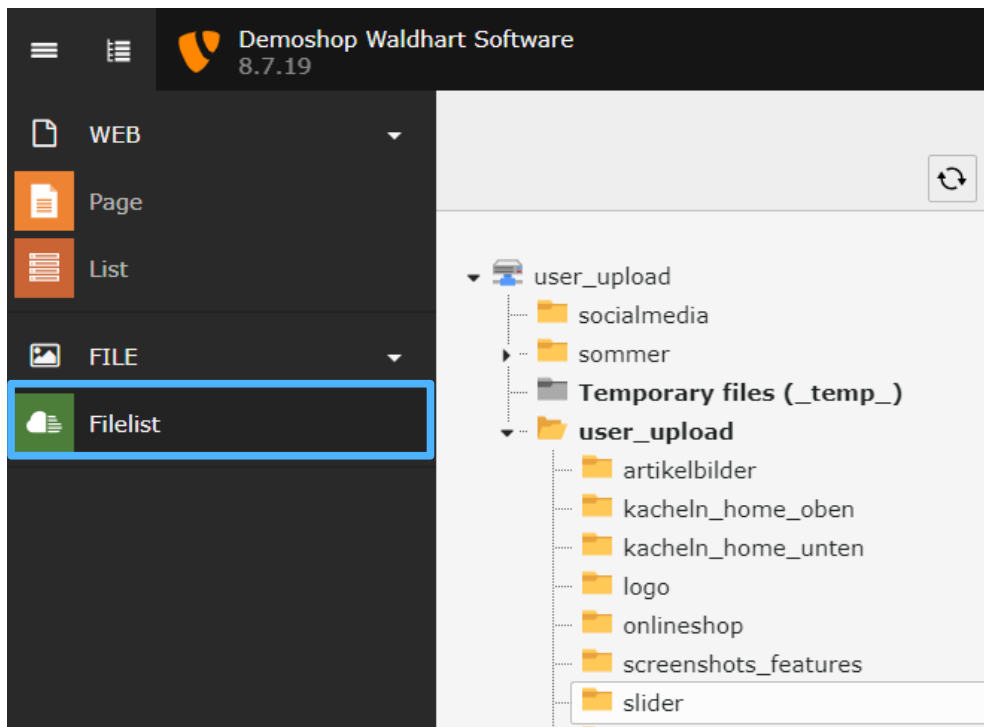 Demoshop Waldhart Software
8.7.19
WEB
Page
List
FILE
Filelist
user_upload
socialmedia
sommer
Temporary files (_temp_)
user_upload
artikelbilder
kacheln_home_oben
kacheln_home_unten
logo
onlineshop
screenshots_features
slider